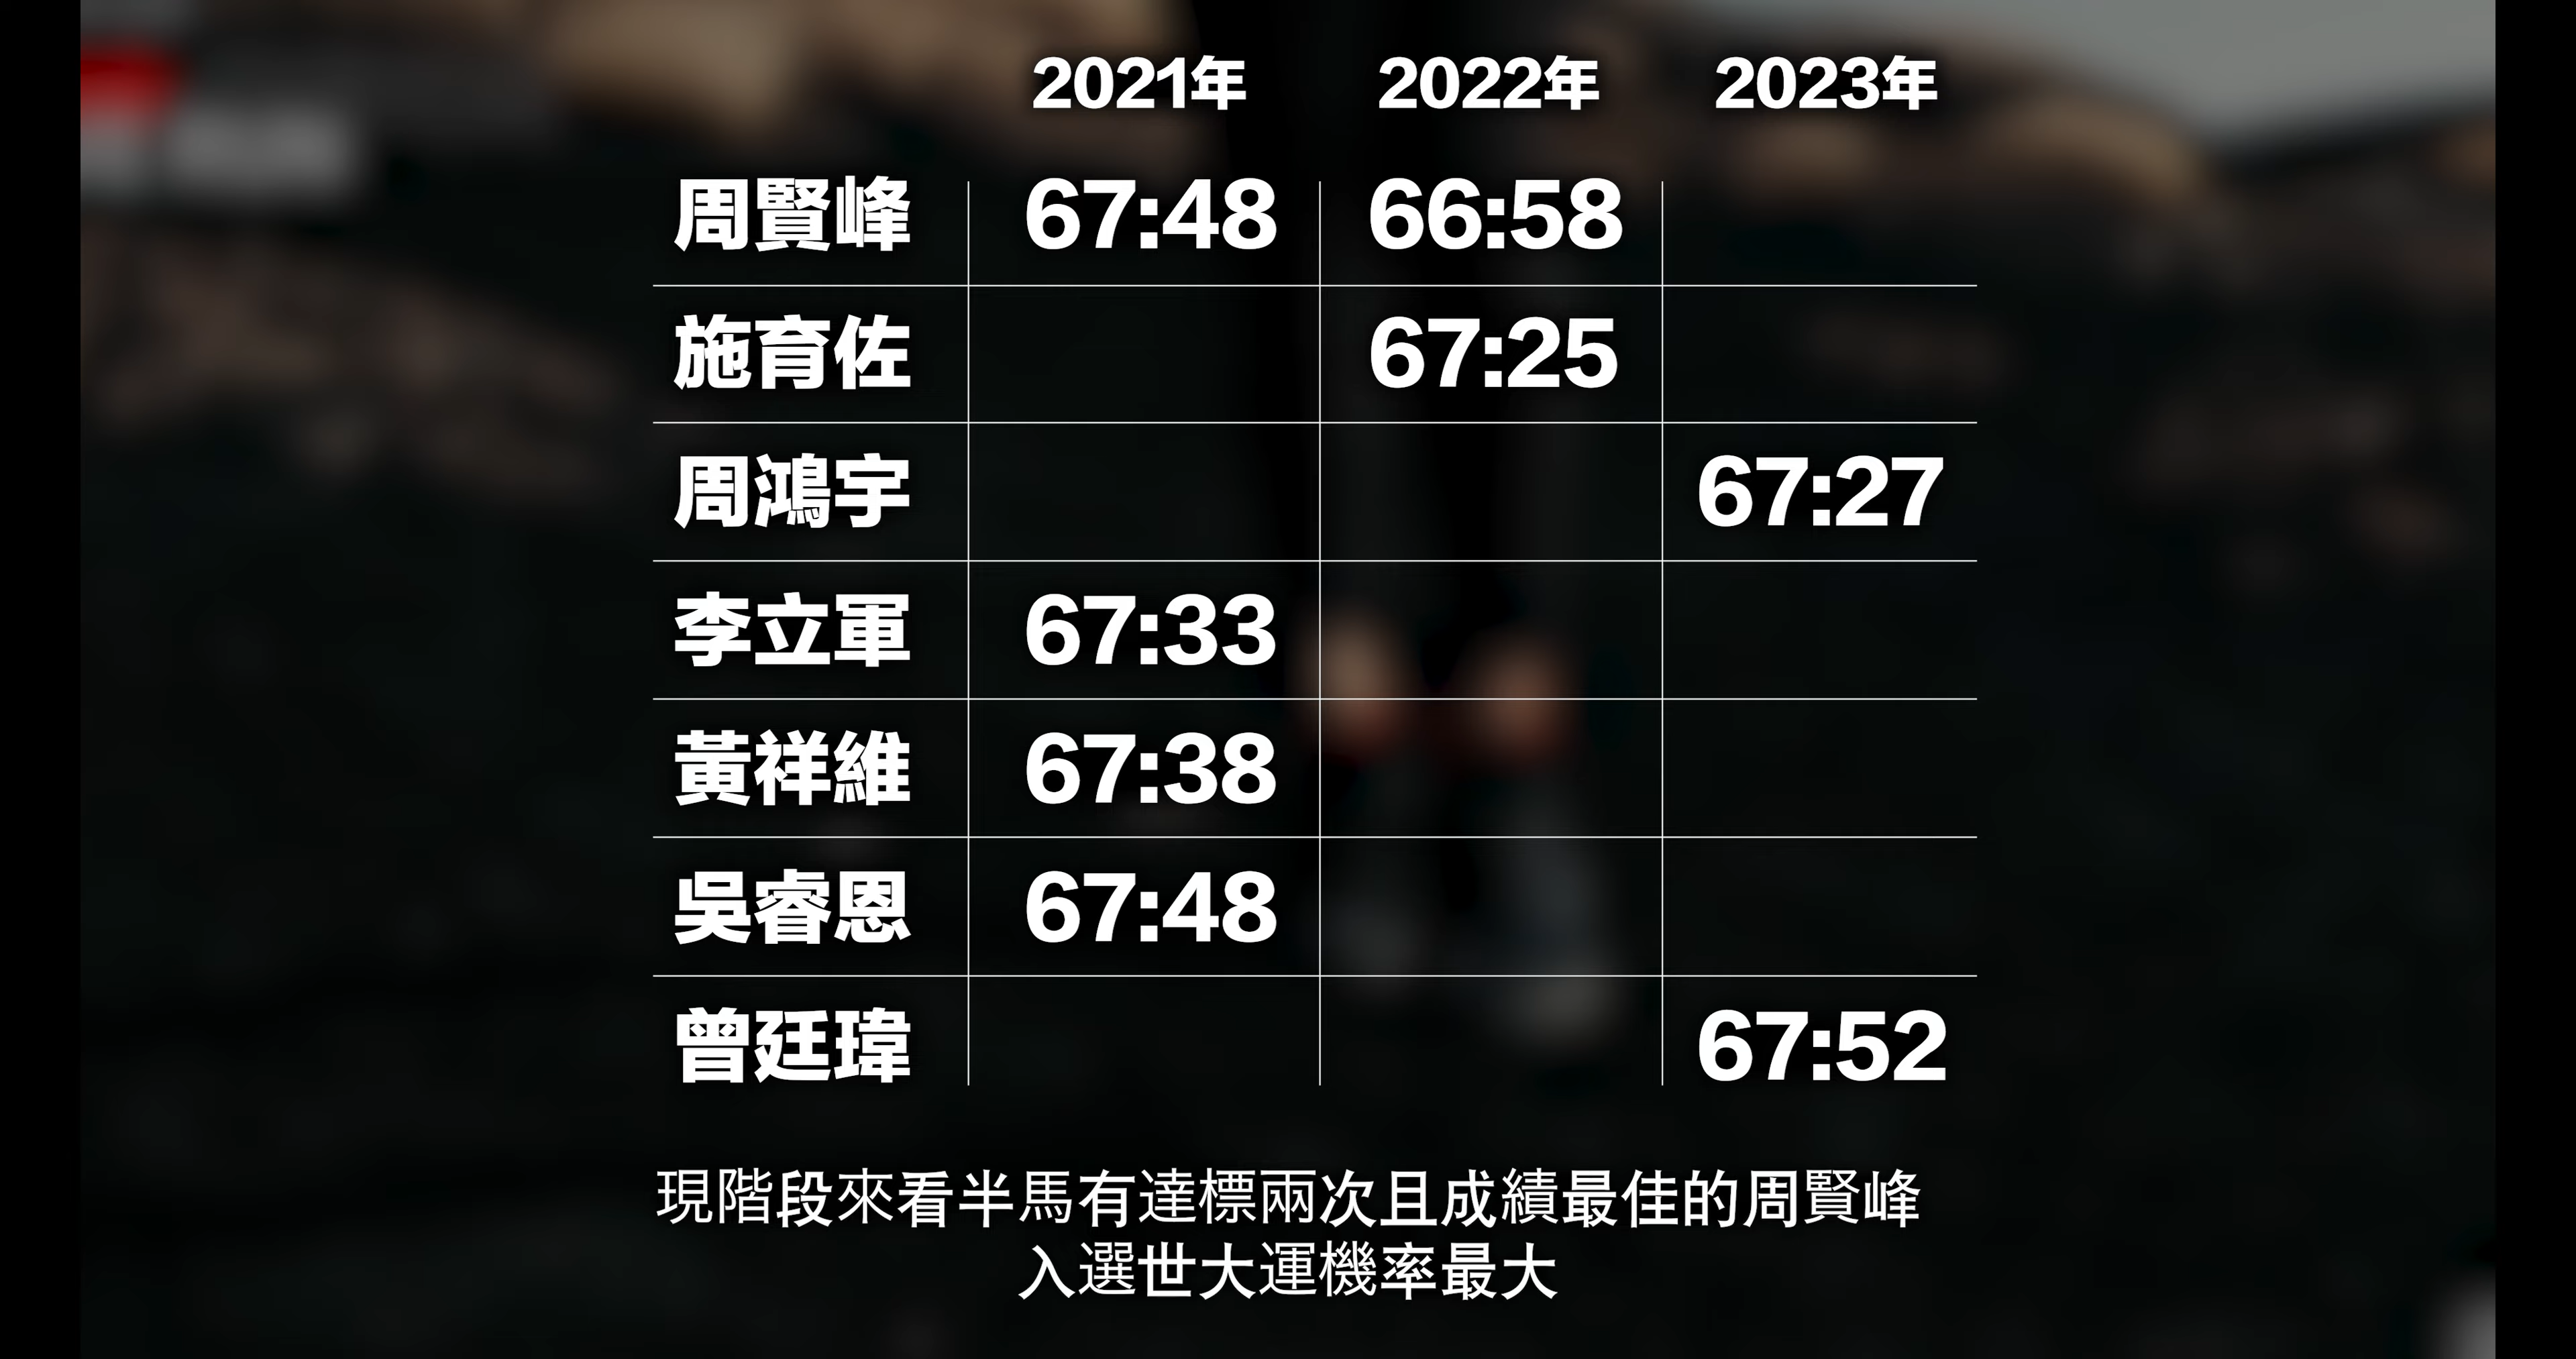 2021年 2022年 2023年
周賢峰 67:48 66:58
施育佐 67:25
周鴻宇 67:27
李立軍 67:33
黃祥維 67:38
吳睿恩 67:48
曾廷瑋 67:52
現階段來看半馬有達標兩次且成績最佳的周賢峰
入選世大運機率最大